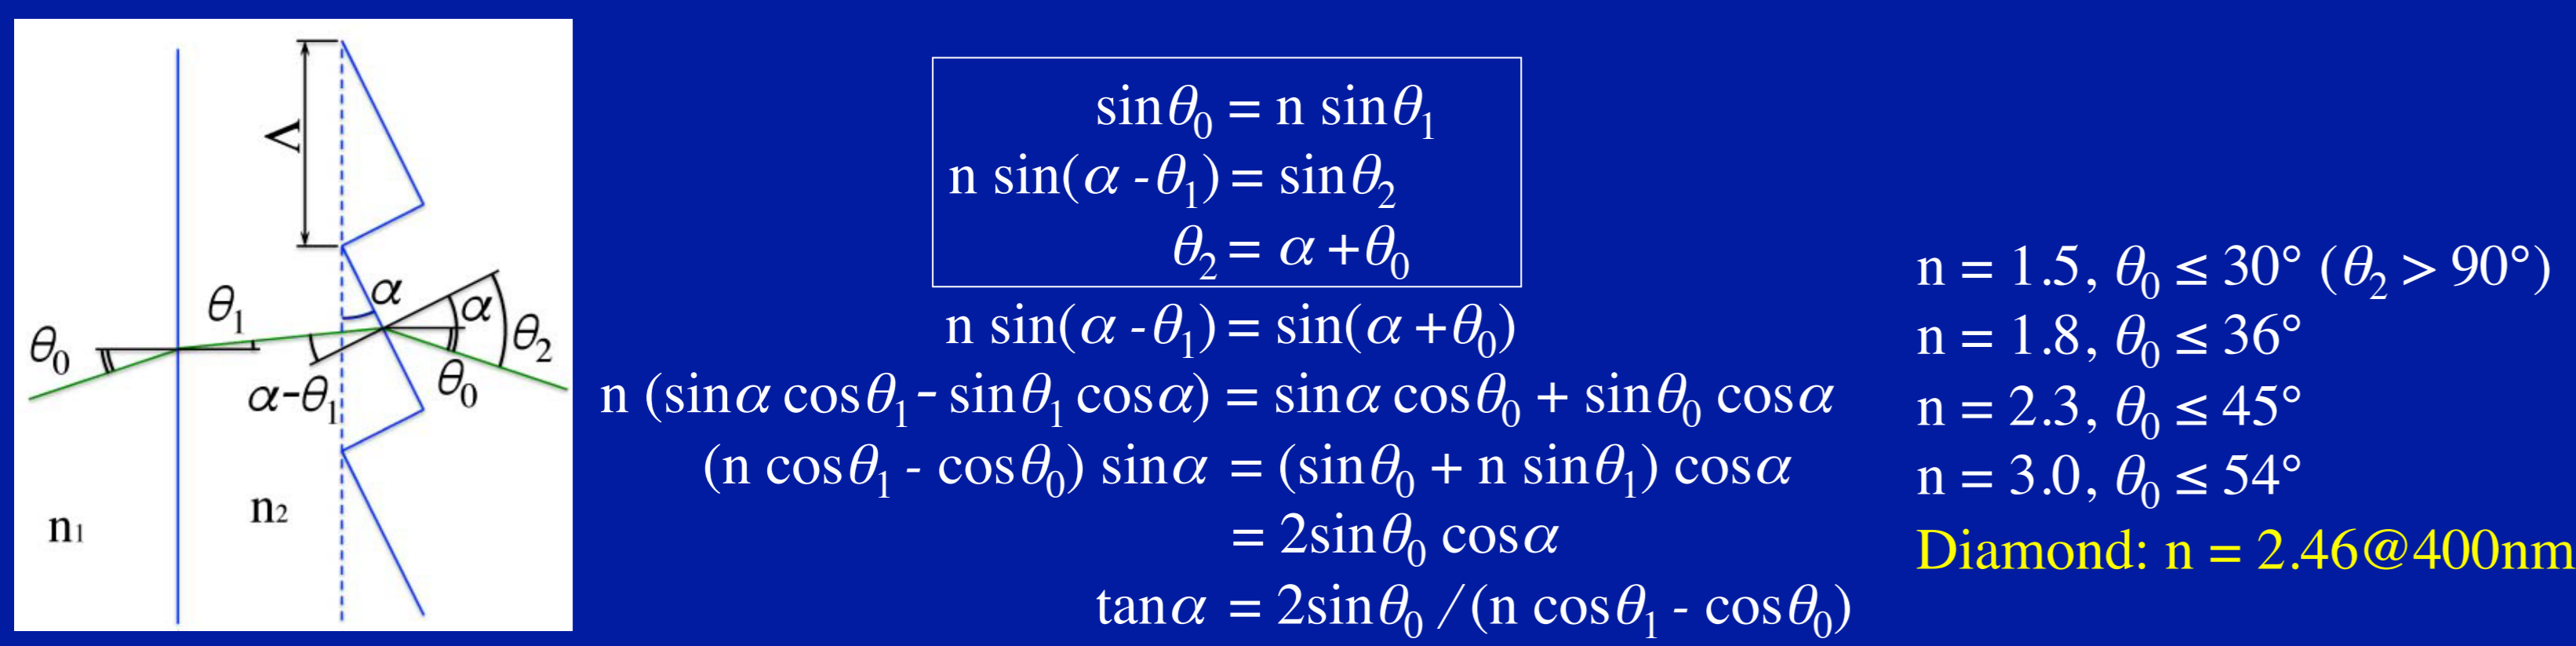 Λ
α
θ₁
α
θ₀
θ₂
α-θ₁
θ₀
n₂
n₁
sinθ₀ = n sinθ₁
n sin(α -θ₁) = sinθ₂
θ₂ = α +θ₀
n sin(α -θ₁) = sin(α +θ₀)
n (sinα cosθ₁ - sinθ₁ cosα) = sinα cosθ₀ + sinθ₀ cosα
(n cosθ₁ - cosθ₀) sinα = (sinθ₀ + n sinθ₁) cosα
= 2sinθ₀ cosα
tanα = 2sinθ₀ /(n cosθ₁ - cosθ₀)
n = 1.5, θ₀ ≤ 30° (θ₂ > 90°)
n = 1.8, θ₀ ≤ 36°
n = 2.3, θ₀ ≤ 45°
n = 3.0, θ₀ ≤ 54°
Diamond: n = 2.46@400nm